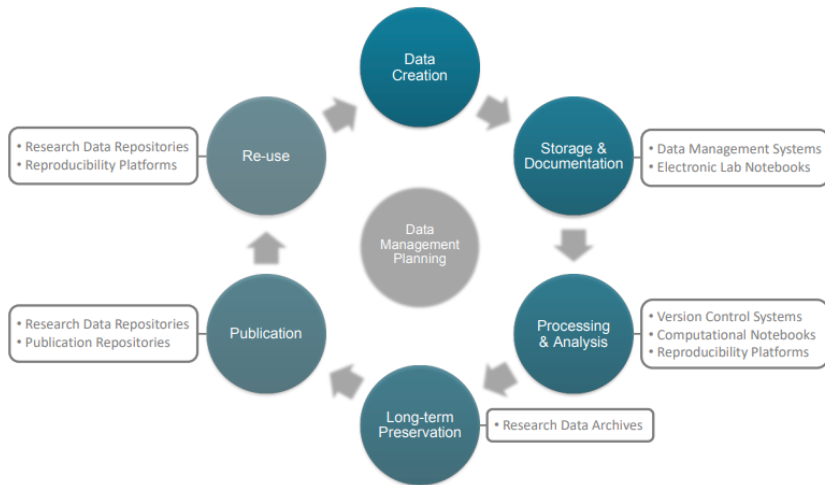 Data
Creation
Storage &
Documentation
• Data Management Systems
• Electronic Lab Notebooks
Processing
& Analysis
• Version Control Systems
• Computational Notebooks
• Reproducibility Platforms
Long-term
Preservation
• Research Data Archives
Publication
• Research Data Repositories
• Publication Repositories
Re-use
• Research Data Repositories
• Reproducibility Platforms
Data
Management
Planning